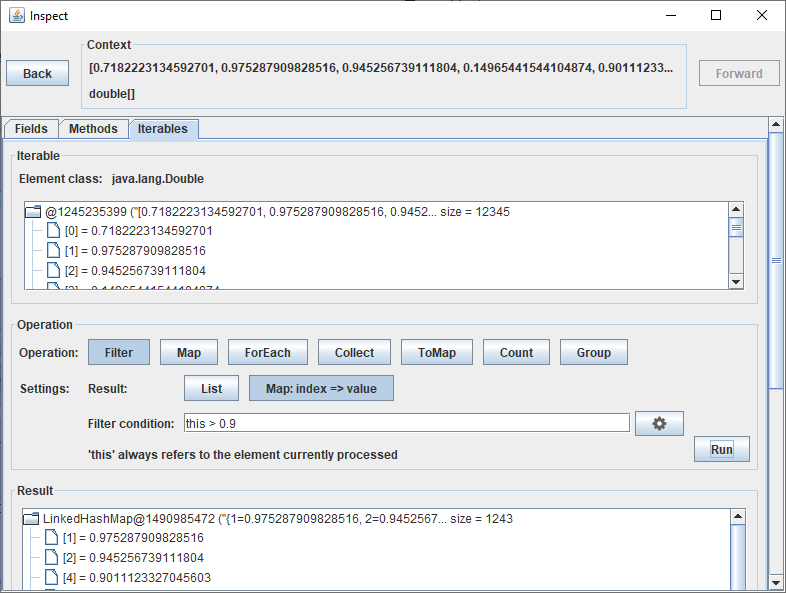 Inspect
Context
Back
[0.7182223134592701, 0.975287909828516, 0.945256739111804, 0.14965441544104874, 0.90111233...
Forward
double[]
Fields Methods Iterables
Iterable
Element class: java.lang.Double
@1245235399 ("[0.7182223134592701, 0.975287909828516, 0.9452... size = 12345
[0] = 0.7182223134592701
[1] = 0.975287909828516
[2] = 0.945256739111804
[3] = 0.14965441544104874
Operation
Operation: Filter Map ForEach Collect ToMap Count Group
Settings: Result: List Map: index => value
Filter condition: this > 0.9
'this' always refers to the element currently processed
Run
Result
LinkedHashMap@1490985472 ("{1=0.975287909828516, 2=0.9452567... size = 1243
[1] = 0.975287909828516
[2] = 0.945256739111804
[4] = 0.9011123327045603